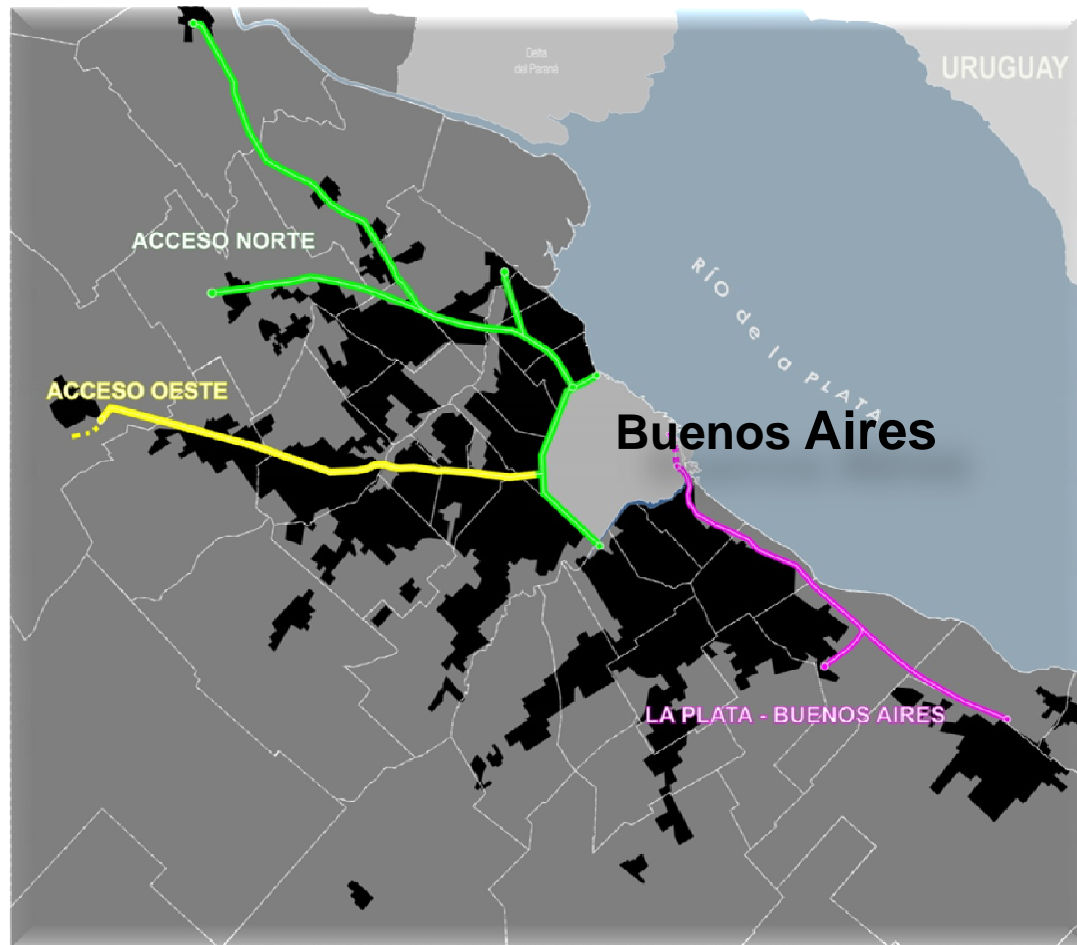 Delta
del Paraná
URUGUAY
ACCESO NORTE
RÍO de la PLATA
ACCESO OESTE
Buenos Aires
LA PLATA - BUENOS AIRES